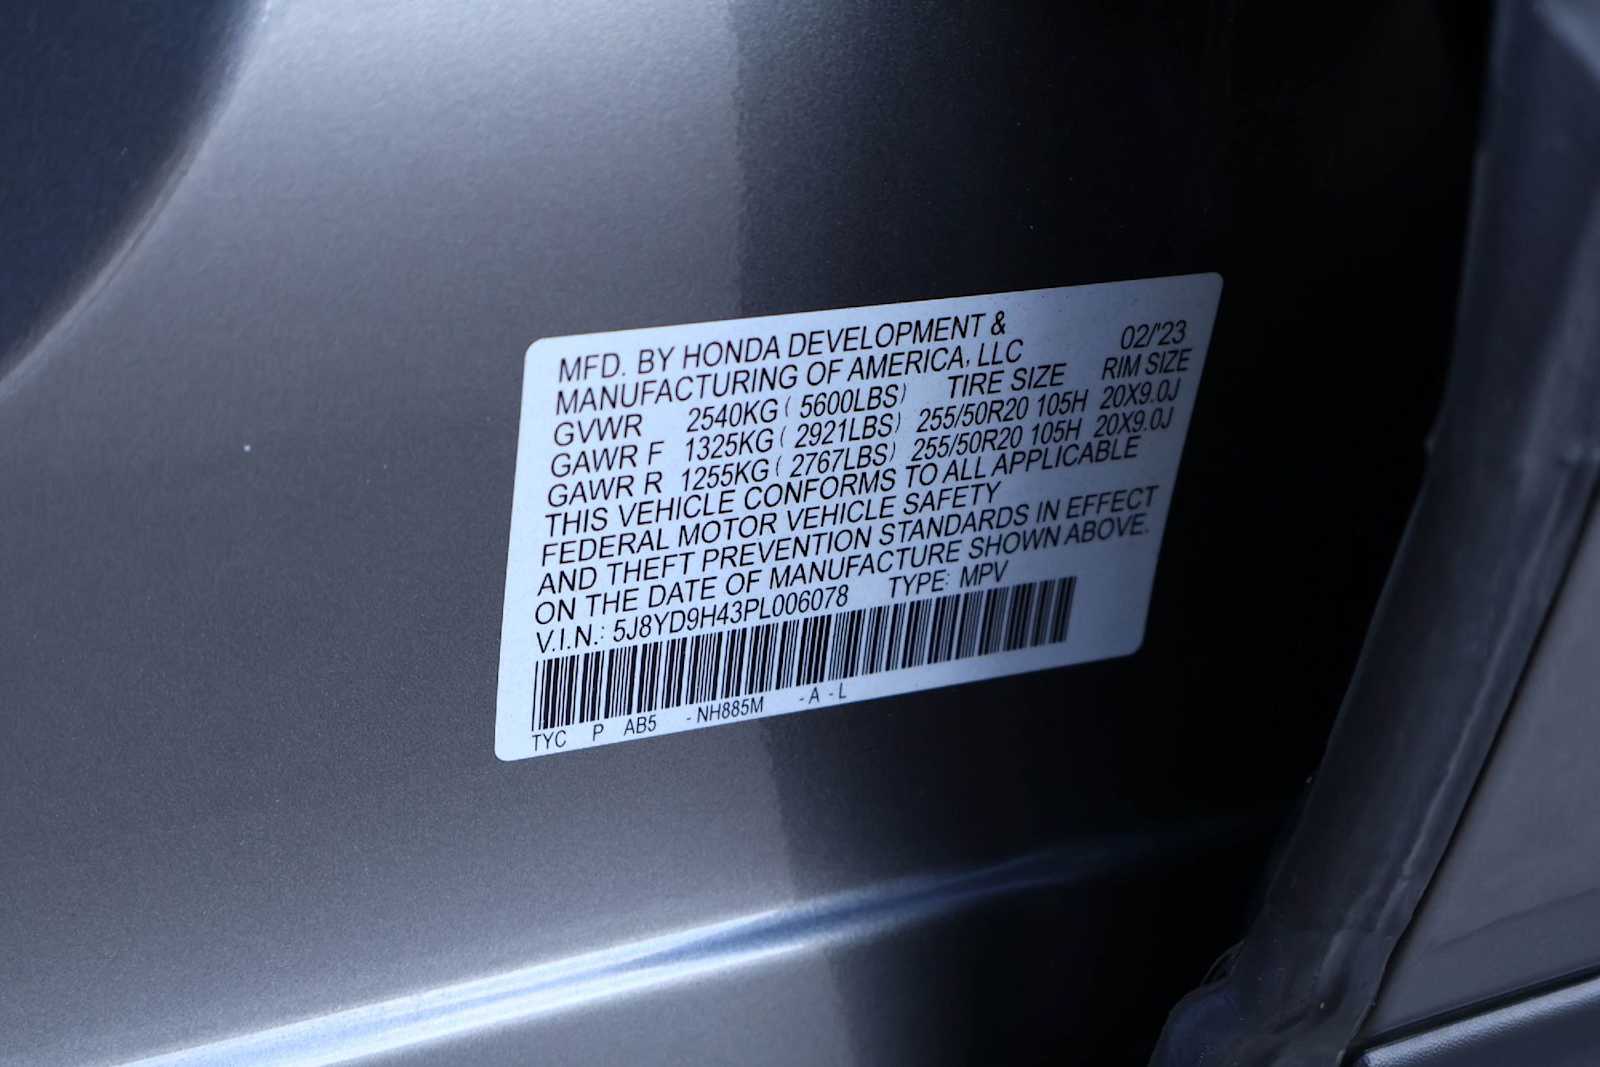 MFD. BY HONDA DEVELOPMENT & 02/'23
MANUFACTURING OF AMERICA, LLC RIM SIZE
GVWR 2540KG ( 5600LBS) TIRE SIZE
GAWR F 1325KG ( 2921LBS) 255/50R20 105H 20X9.0J
GAWR R 1255KG ( 2767LBS) 255/50R20 105H 20X9.0J
THIS VEHICLE CONFORMS TO ALL APPLICABLE
FEDERAL MOTOR VEHICLE SAFETY
AND THEFT PREVENTION STANDARDS IN EFFECT
ON THE DATE OF MANUFACTURE SHOWN ABOVE.
V.I.N.: 5J8YD9H43PL006078 TYPE: MPV
TYC P AB5 - NH885M - A - L